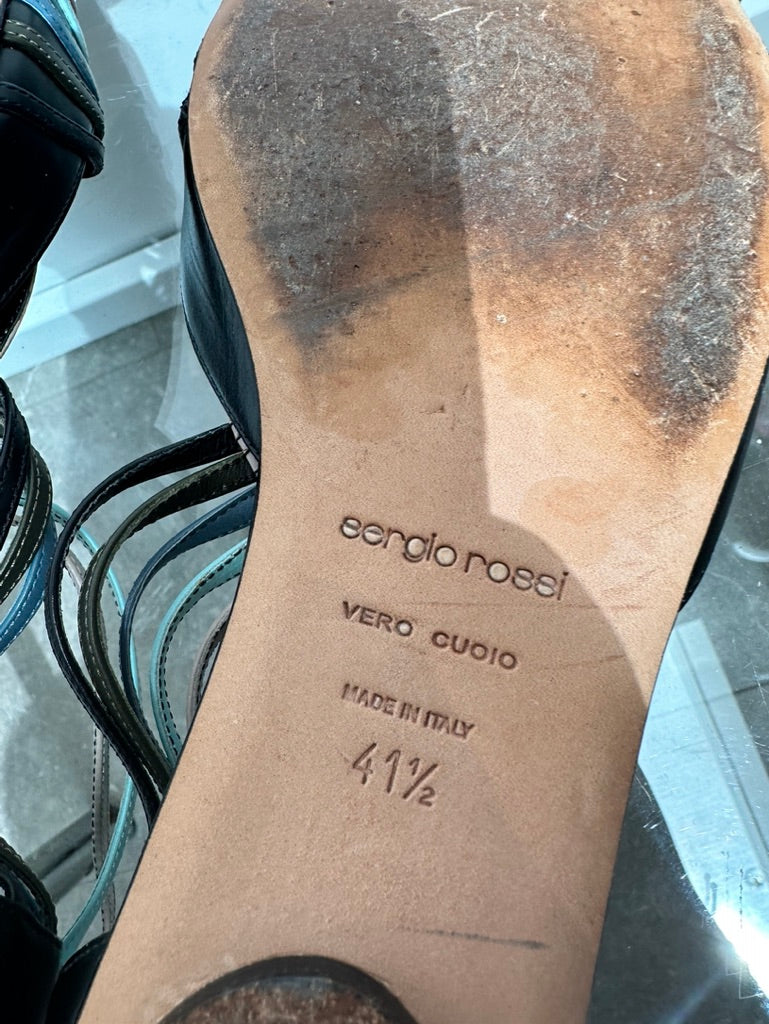 sergio rossi
VERO CUOIO
MADE IN ITALY
41½